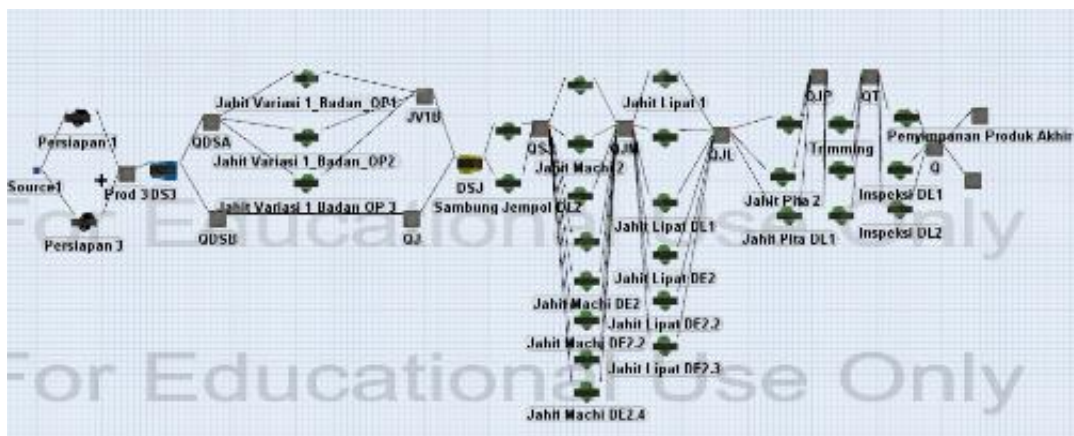 Source1
Persiapan 1
Persiapan 3
Prod 3
DS3
QDSA
QDSB
Jahit Variasi 1_Badan_OP1
Jahit Variasi 1_Badan_OP2
Jahit Variasi 1 Badan OP 3
JV1B
QJ
DSJ
Sambung Jempol DL2
QSJ
Jahit Machi 2
Jahit Machi DE2
Jahit Machi DE2.2
Jahit Machi DE2.4
QJM
Jahit Lipat 1
Jahit Lipat DL1
Jahit Lipat DE2
Jahit Lipat DE2.2
Jahit Lipat DE2.3
QJL
Jahit Pita 2
Jahit Pita DL1
QJP
Trimming
QT
Inspeksi DL1
Inspeksi DL2
Q
Penyimpanan Produk Akhir
For Educational Use Only
For Educational Use Only